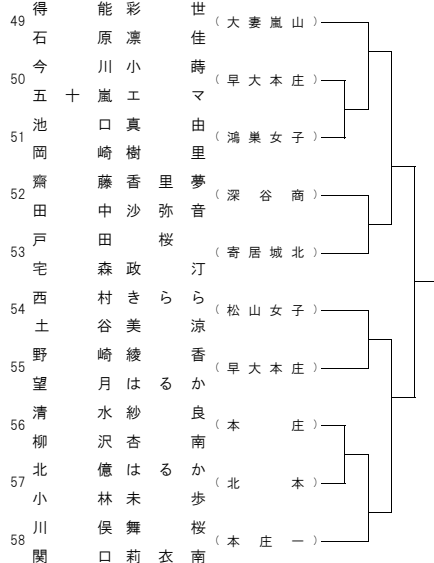 得能彩世
49 (大妻嵐山)
石原凛佳
今川小蒔
50 (早大本庄)
五十嵐エマ
池口真由
51 (鴻巣女子)
岡崎樹里
齋藤香里夢
52 (深谷商)
田中沙弥音
戸田桜
53 (寄居城北)
宅森政汀
西村きらら
54 (松山女子)
土谷美涼
野崎綾香
55 (早大本庄)
望月はるか
清水紗良
56 (本庄)
柳沢杏南
北億はるか
57 (北本)
小林未歩
川俣舞桜
58 (本庄一)
関口莉衣南